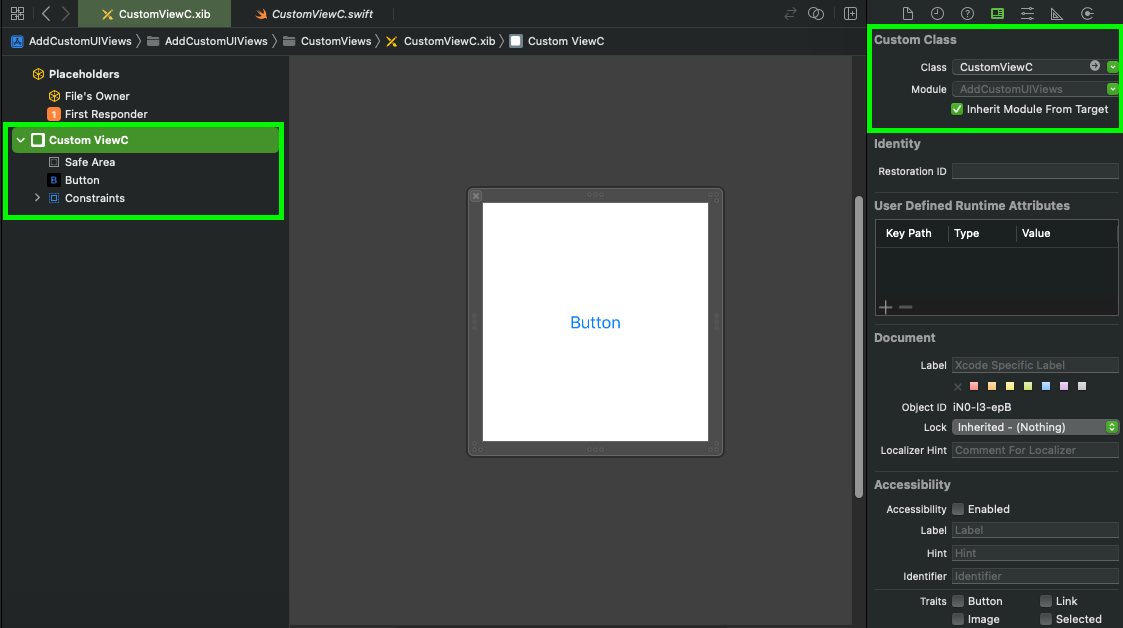 CustomViewC.xib
CustomViewC.swift
AddCustomUIViews
AddCustomUIViews
CustomViews
CustomViewC.xib
Custom ViewC
Placeholders
File's Owner
1 First Responder
Custom ViewC
Safe Area
B Button
Constraints
Button
Custom Class
Class CustomViewC
Module AddCustomUIViews
Inherit Module From Target
Identity
Restoration ID
User Defined Runtime Attributes
Key Path Type Value
Document
Label Xcode Specific Label
Object ID iN0-l3-epB
Lock Inherited - (Nothing)
Localizer Hint Comment For Localizer
Accessibility
Accessibility Enabled
Label Label
Hint Hint
Identifier Identifier
Traits Button Link
Image Selected